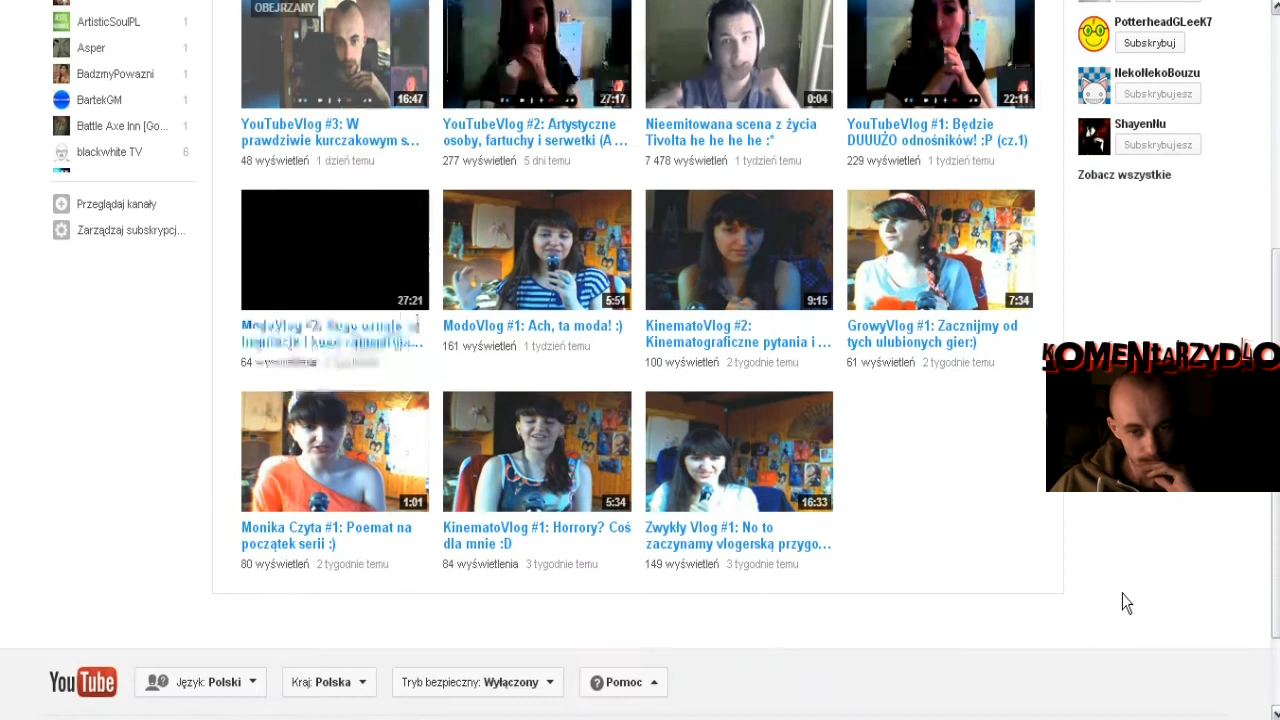 ArtisticSoulPL 1
Asper 1
BadzmyPowazni 1
BartekGM 1
Battle Axe Inn [Go... 1
blackwhite TV 6
Przeglądaj kanały
Zarządzaj subskrypcj...
OBEJRZANY
16:47
27:17
0:04
22:11
YouTubeVlog #3: W
prawdziwie kurczakowym s...
48 wyświetleń 1 dzień temu
YouTubeVlog #2: Artystyczne
osoby, fartuchy i serwetki (A ...
277 wyświetleń 5 dni temu
Nieemitowana scena z życia
Tivolta he he he he :*
7 478 wyświetleń 1 tydzień temu
YouTubeVlog #1: Będzie
DUUUŻO odnośników! :P (cz.1)
229 wyświetleń 1 tydzień temu
27:21
5:51
9:15
7:34
64
ModoVlog #1: Ach, ta moda! :)
161 wyświetleń 1 tydzień temu
KinematoVlog #2:
Kinematograficzne pytania i ...
100 wyświetleń 2 tygodnie temu
GrowyVlog #1: Zacznijmy od
tych ulubionych gier:)
61 wyświetleń 2 tygodnie temu
1:01
5:34
16:33
Monika Czyta #1: Poemat na
początek serii :)
80 wyświetleń 2 tygodnie temu
KinematoVlog #1: Horrory? Coś
dla mnie :D
84 wyświetlenia 3 tygodnie temu
Zwykły Vlog #1: No to
zaczynamy vlogerską przygo...
149 wyświetleń 3 tygodnie temu
PotterheadGLeeK7
Subskrybuj
NekoNekoBouzu
Subskrybujesz
ShayenNu
Subskrybujesz
Zobacz wszystkie
KOMENTARZYDŁO
YouTube
Język: Polski
Kraj: Polska
Tryb bezpieczny: Wyłączony
Pomoc